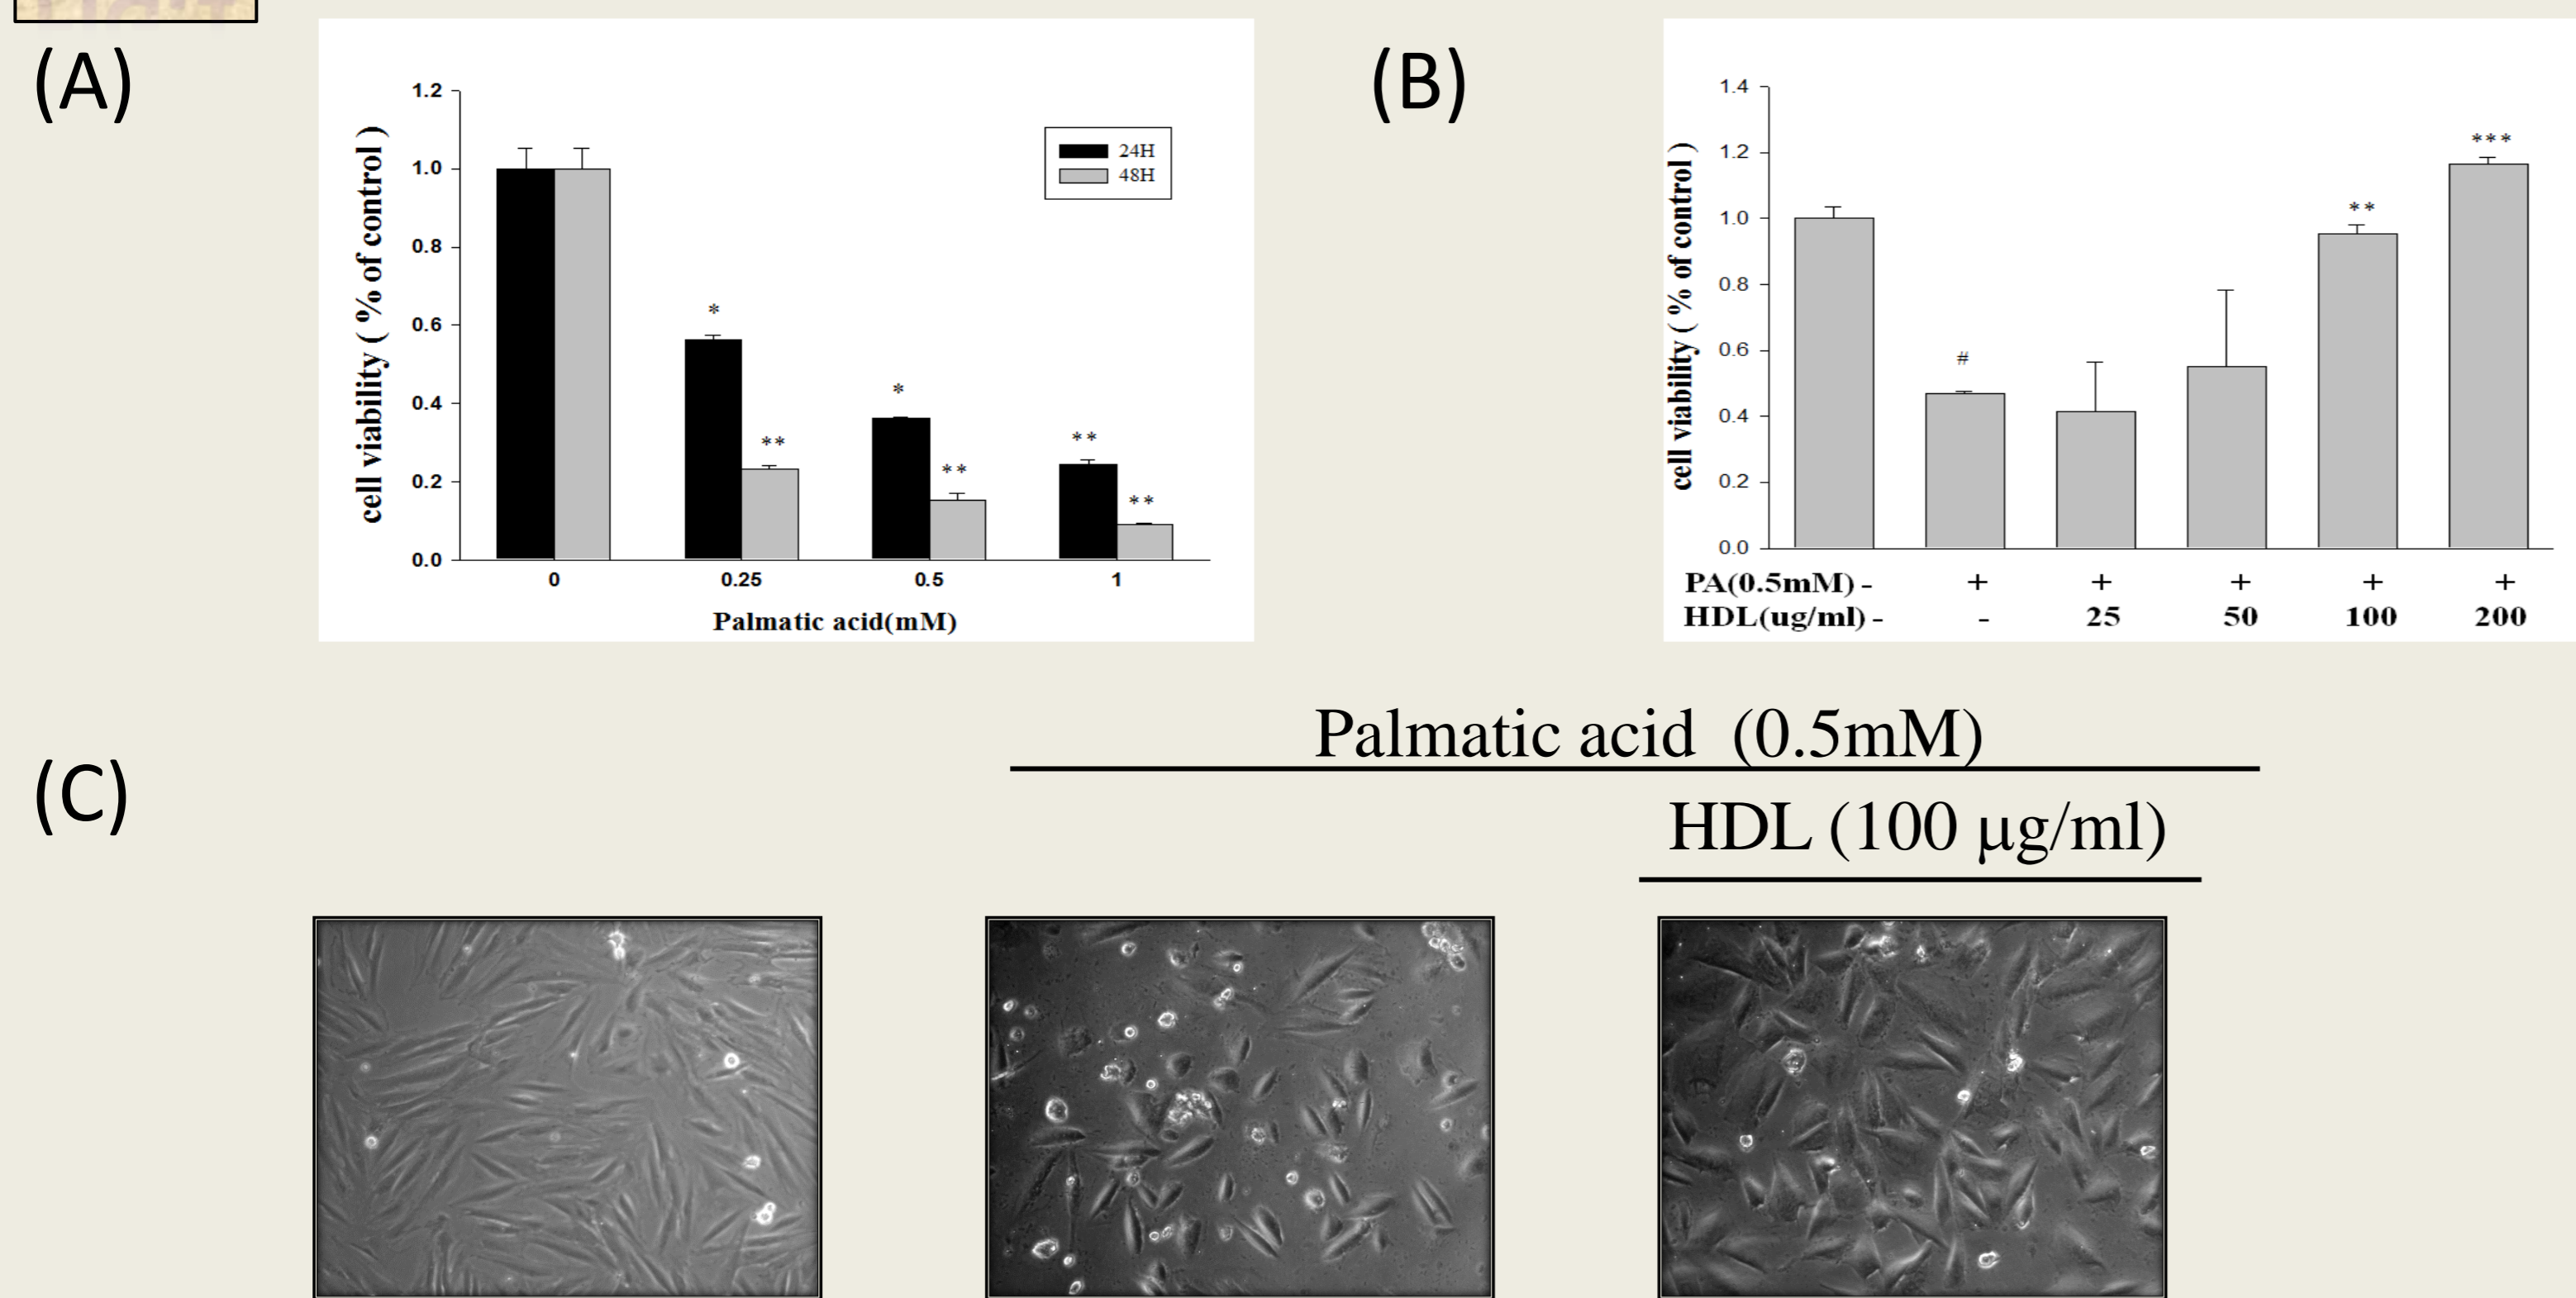 (A)
1.2
1.0
0.8
0.6
0.4
0.2
0.0
cell viability ( % of control )
24H
48H
*
**
*
**
**
**
0 0.25 0.5 1
Palmatic acid(mM)
(B)
1.4
1.2
1.0
0.8
0.6
0.4
0.2
0.0
cell viability ( % of control )
#
**
***
PA(0.5mM) - + + + + +
HDL(ug/ml) - - 25 50 100 200
(C)
Palmatic acid (0.5mM)
HDL (100 μg/ml)